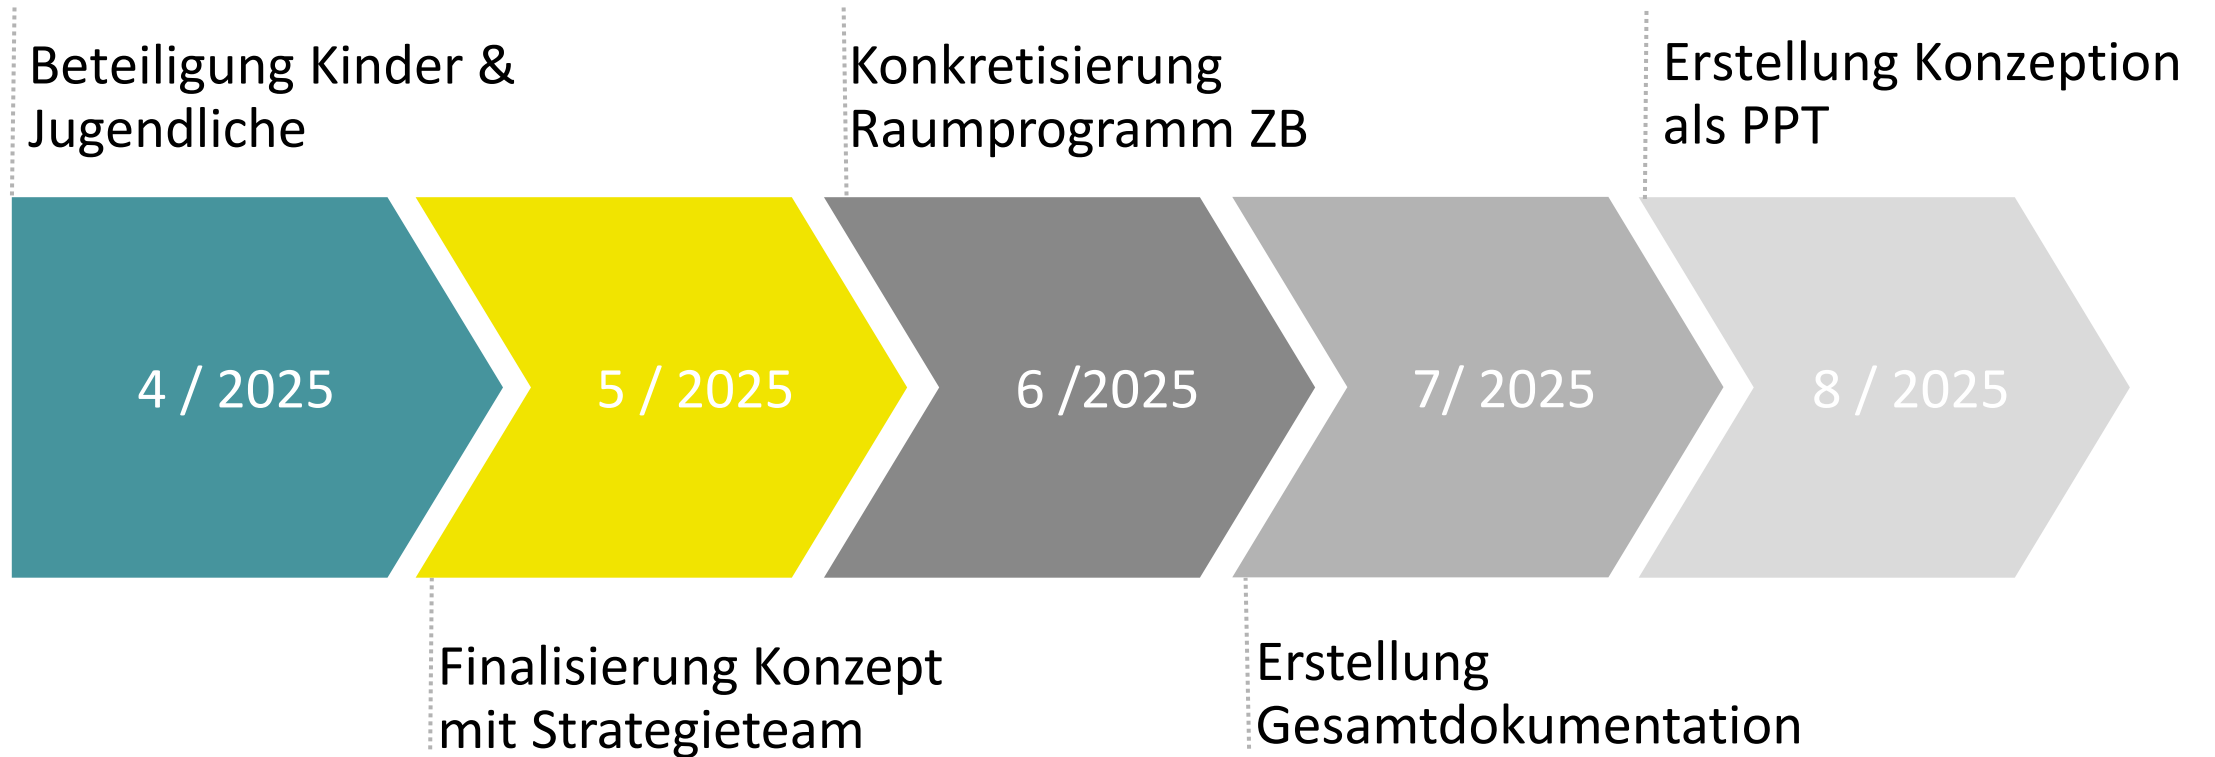 Beteiligung Kinder &
Jugendliche
Konkretisierung
Raumprogramm ZB
Erstellung Konzeption
als PPT
4 / 2025
5 / 2025
6 /2025
7/ 2025
8 / 2025
Finalisierung Konzept
mit Strategieteam
Erstellung
Gesamtdokumentation